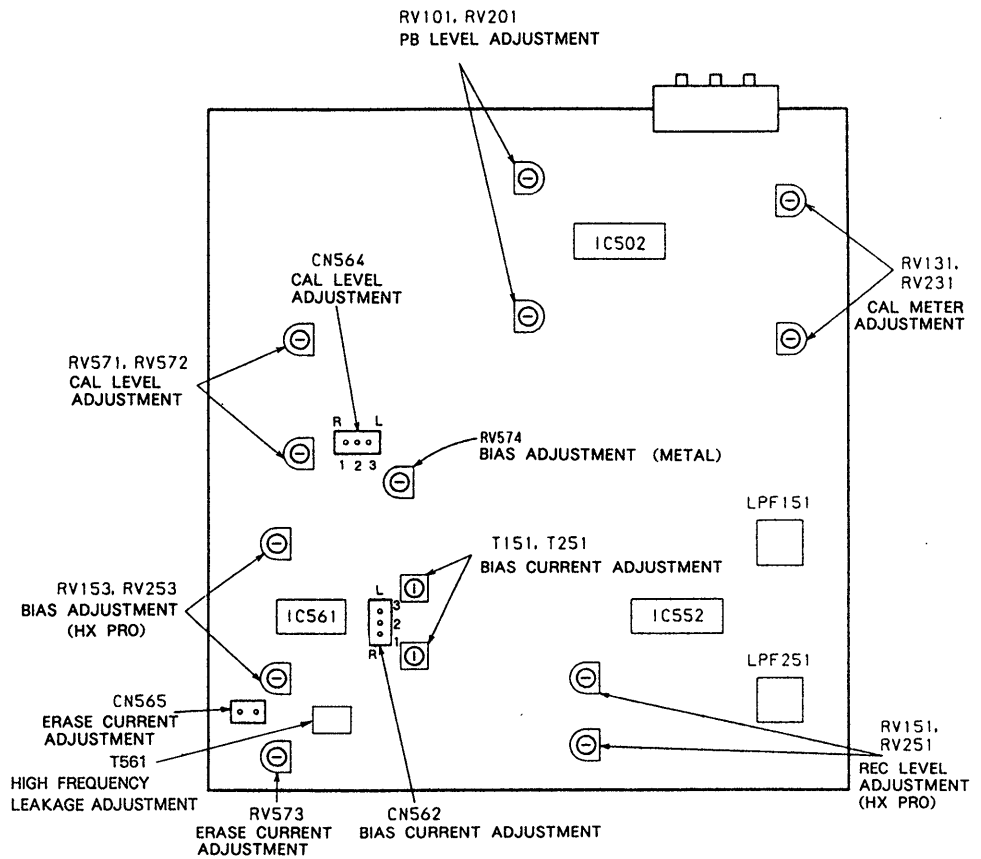 RV101, RV201
PB LEVEL ADJUSTMENT
IC502
CN564
CAL LEVEL
ADJUSTMENT
RV131,
RV231
CAL METER
ADJUSTMENT
RV571, RV572
CAL LEVEL
ADJUSTMENT
R L
1 2 3
RV574
BIAS ADJUSTMENT (METAL)
LPF151
T151, T251
BIAS CURRENT ADJUSTMENT
RV153, RV253
BIAS ADJUSTMENT
(HX PRO)
IC561
L
3
2
1
R
IC552
LPF251
CN565
ERASE CURRENT
ADJUSTMENT
T561
HIGH FREQUENCY
LEAKAGE ADJUSTMENT
RV151,
RV251
REC LEVEL
ADJUSTMENT
(HX PRO)
RV573
ERASE CURRENT
ADJUSTMENT
CN562
BIAS CURRENT ADJUSTMENT